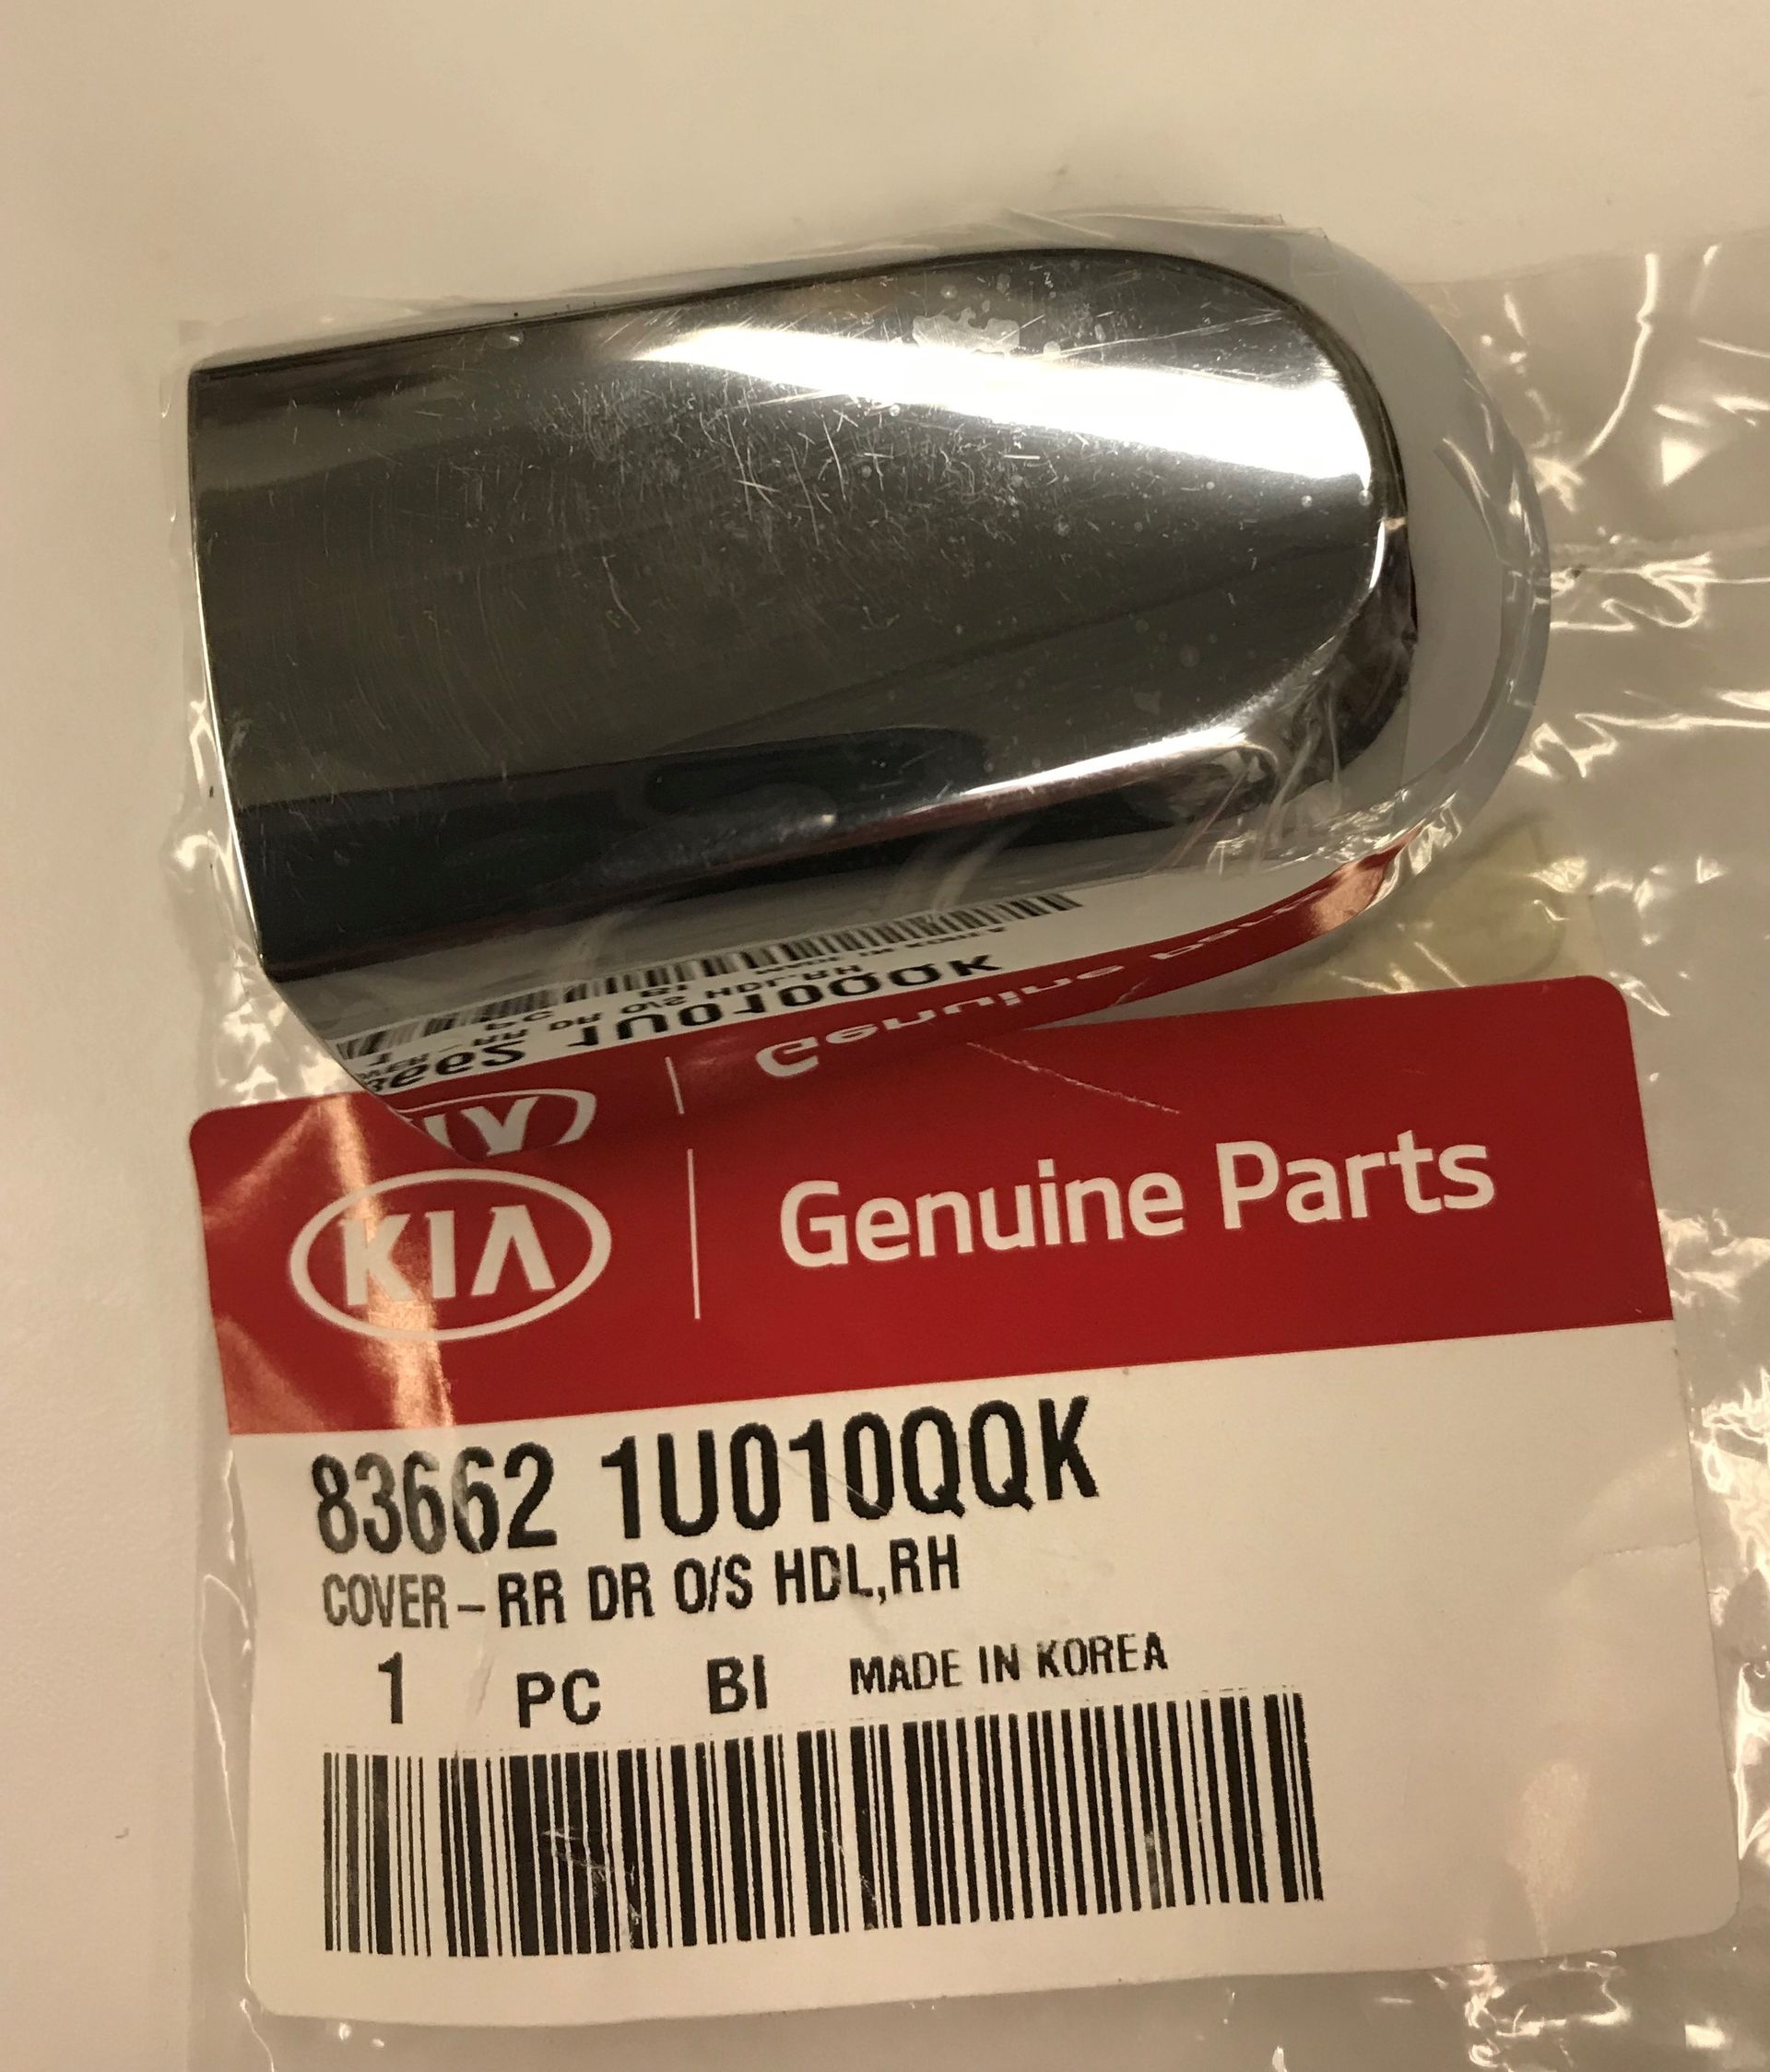 KIA Genuine Parts
83662 1U010QQK
COVER-RR DR O/S HDL,RH
1 PC BI MADE IN KOREA